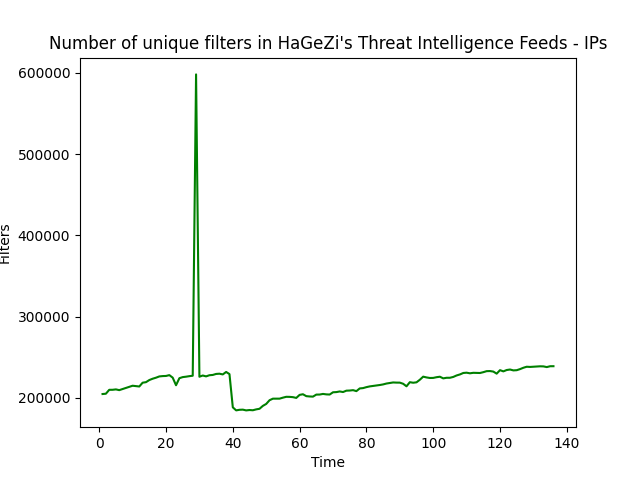 Number of unique filters in HaGeZi's Threat Intelligence Feeds - IPs
600000
500000
400000
300000
200000
Filters
0 20 40 60 80 100 120 140
Time